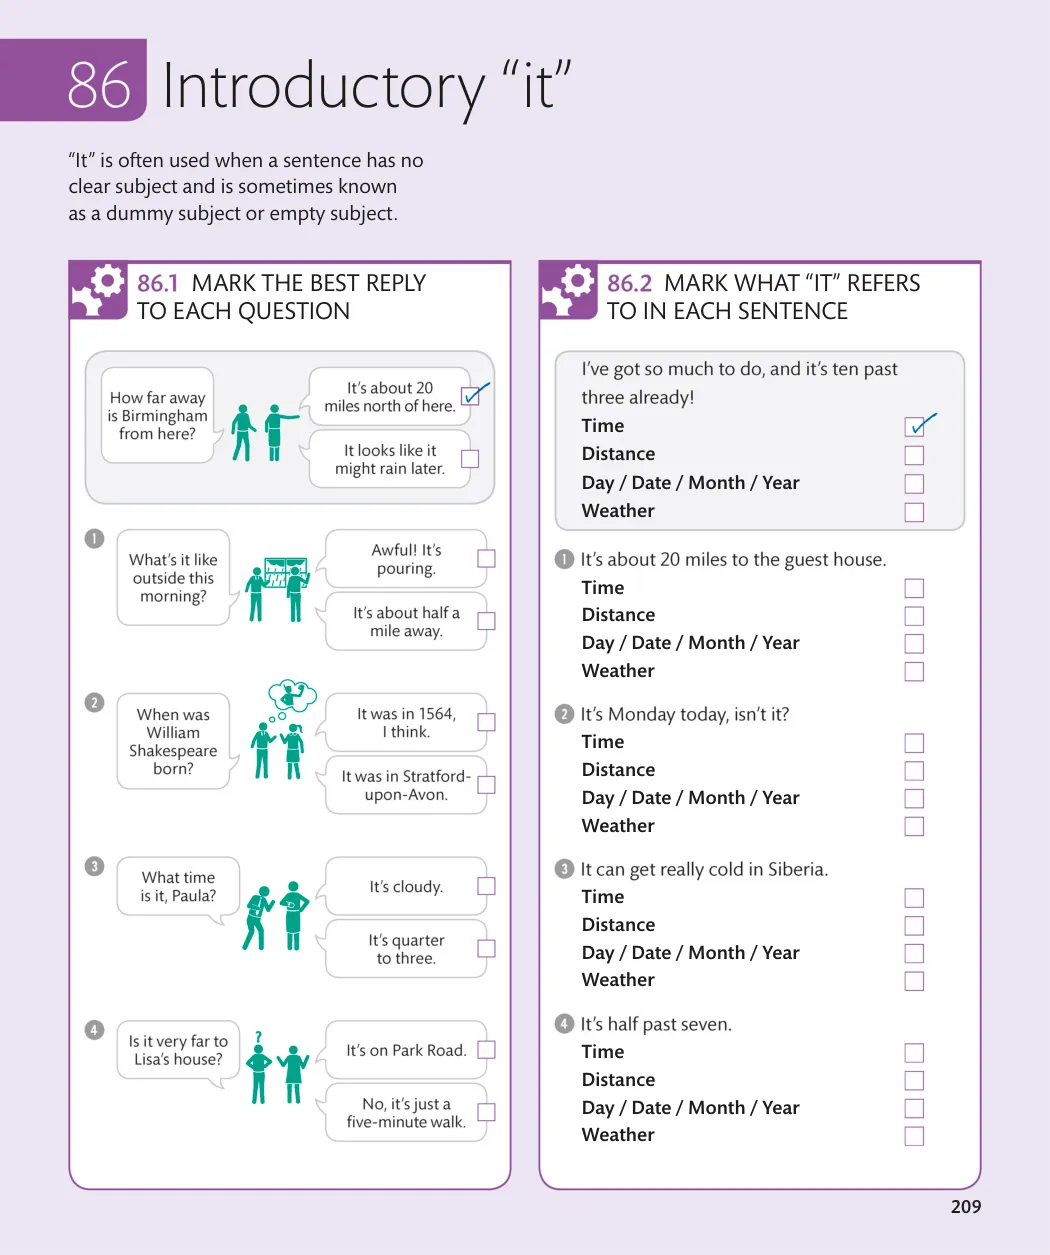 86 Introductory “it”
“It” is often used when a sentence has no
clear subject and is sometimes known
as a dummy subject or empty subject.
86.1 MARK THE BEST REPLY
TO EACH QUESTION
How far away
is Birmingham
from here?
It’s about 20
miles north of here.
It looks like it
might rain later.
1
What’s it like
outside this
morning?
Awful! It’s
pouring.
It’s about half a
mile away.
2
When was
William
Shakespeare
born?
It was in 1564,
I think.
It was in Stratford-
upon-Avon.
3
What time
is it, Paula?
It’s cloudy.
It’s quarter
to three.
4
Is it very far to
Lisa’s house?
?
It’s on Park Road.
No, it’s just a
five-minute walk.
86.2 MARK WHAT “IT” REFERS
TO IN EACH SENTENCE
I’ve got so much to do, and it’s ten past
three already!
Time
Distance
Day / Date / Month / Year
Weather
1 It’s about 20 miles to the guest house.
Time
Distance
Day / Date / Month / Year
Weather
2 It’s Monday today, isn’t it?
Time
Distance
Day / Date / Month / Year
Weather
3 It can get really cold in Siberia.
Time
Distance
Day / Date / Month / Year
Weather
4 It’s half past seven.
Time
Distance
Day / Date / Month / Year
Weather
209